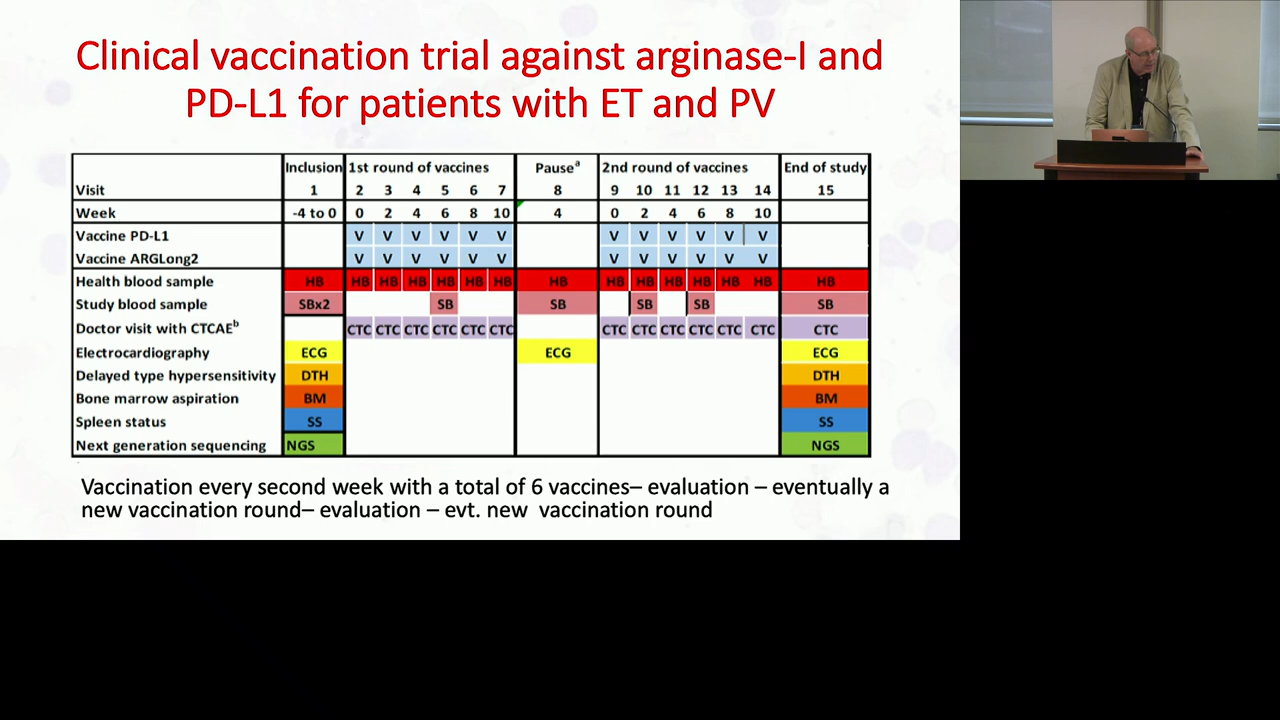 Clinical vaccination trial against arginase-I and
PD-L1 for patients with ET and PV
Inclusion 1st round of vaccines Pauseᵃ 2nd round of vaccines End of study
Visit 1 2 3 4 5 6 7 8 9 10 11 12 13 14 15
Week -4 to 0 0 2 4 6 8 10 4 0 2 4 6 8 10
Vaccine PD-L1 V V V V V V V V V V V V
Vaccine ARGLong2 V V V V V V V V V V V V
Health blood sample HB HB HB HB HB HB HB HB HB HB HB HB HB HB HB
Study blood sample SBx2 SB SB SB SB SB
Doctor visit with CTCAEᵇ CTC CTC CTC CTC CTC CTC CTC CTC CTC CTC CTC CTC CTC
Electrocardiography ECG ECG ECG
Delayed type hypersensitivity DTH DTH
Bone marrow aspiration BM BM
Spleen status SS SS
Next generation sequencing NGS NGS
Vaccination every second week with a total of 6 vaccines– evaluation – eventually a
new vaccination round– evaluation – evt. new vaccination round